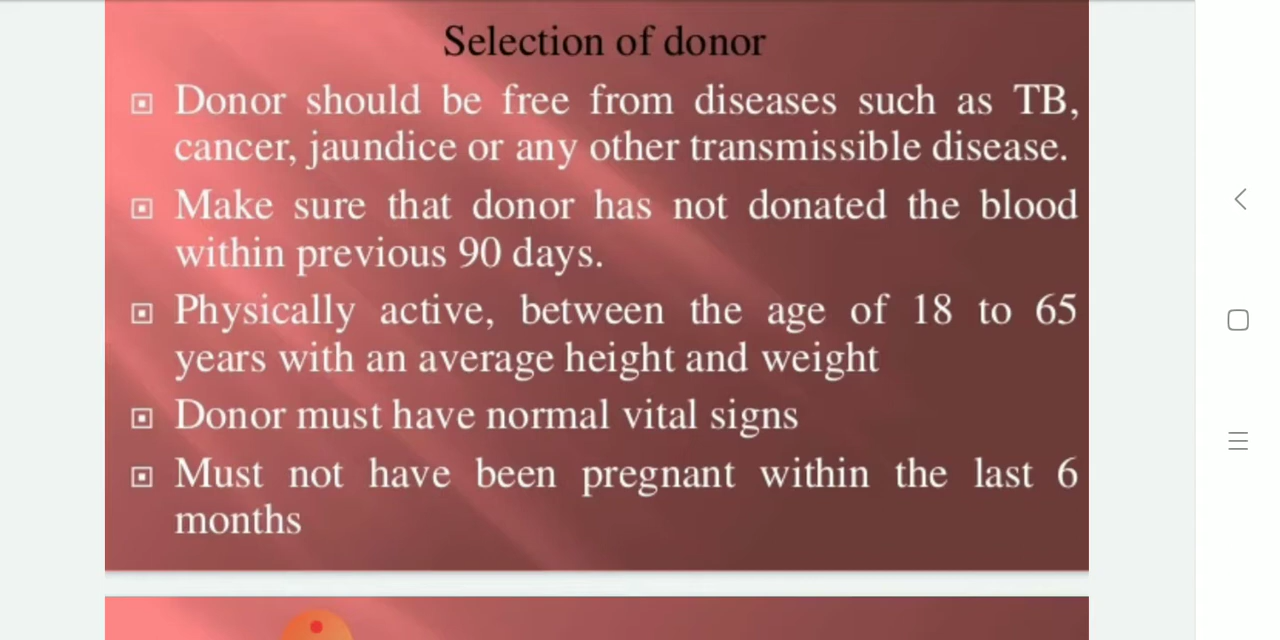 Selection of donor
Donor should be free from diseases such as TB,
cancer, jaundice or any other transmissible disease.
Make sure that donor has not donated the blood
within previous 90 days.
Physically active, between the age of 18 to 65
years with an average height and weight
Donor must have normal vital signs
Must not have been pregnant within the last 6
months